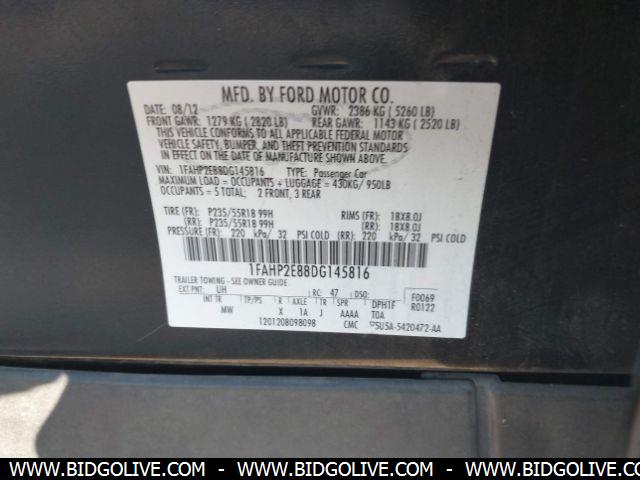 MFD. BY FORD MOTOR CO.
DATE: 08/12 GVWR: 2386 KG ( 5260 LB)
FRONT GAWR: 1279 KG ( 2820 LB) REAR GAWR: 1143 KG ( 2520 LB)
THIS VEHICLE CONFORMS TO ALL APPLICABLE FEDERAL MOTOR
VEHICLE SAFETY, BUMPER, AND THEFT PREVENTION STANDARDS
IN EFFECT ON THE DATE OF MANUFACTURE SHOWN ABOVE.
VIN: 1FAHP2E88DG145816 TYPE: Passenger Car
MAXIMUM LOAD = OCCUPANTS + LUGGAGE = 430KG/ 950LB
OCCUPANTS = 5 TOTAL; 2 FRONT, 3 REAR
TIRE (FR): P235/55R18 99H RIMS (FR): 18X8.0J
(RR): P235/55R18 99H (RR): 18X8.0J
PRESSURE (FR): 220 kPa/ 32 PSI COLD (RR): 220 kPa/ 32 PSI COLD
1FAHP2E88DG145816
TRAILER TOWING - SEE OWNER GUIDE.
EXT PNT: UH RC: 47 DSO: F0069
INT TR TP/PS R AXLE TR SPR DPH1F R0122
MW X 1A J AAAA TOA
1201208098098 CMC 5U5A-5420472-AA
WWW.BIDGOLIVE.COM - WWW.BIDGOLIVE.COM - WWW.BIDGOLIVE.COM